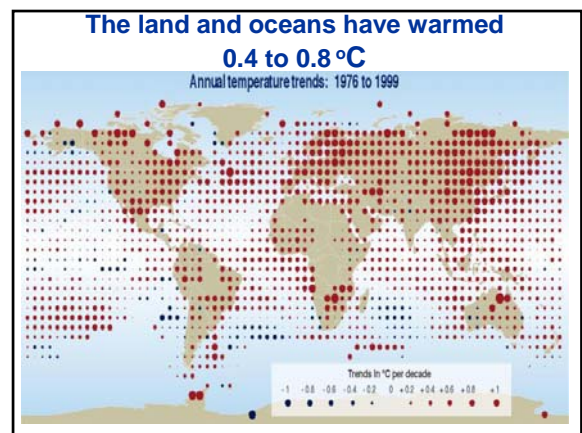 The land and oceans have warmed
0.4 to 0.8 ºC
Annual temperature trends: 1976 to 1999
Trends in °C per decade
- 1 - 0.8 - 0.6 - 0.4 - 0.2 0 + 0.2 + 0.4 + 0.6 + 0.8 + 1